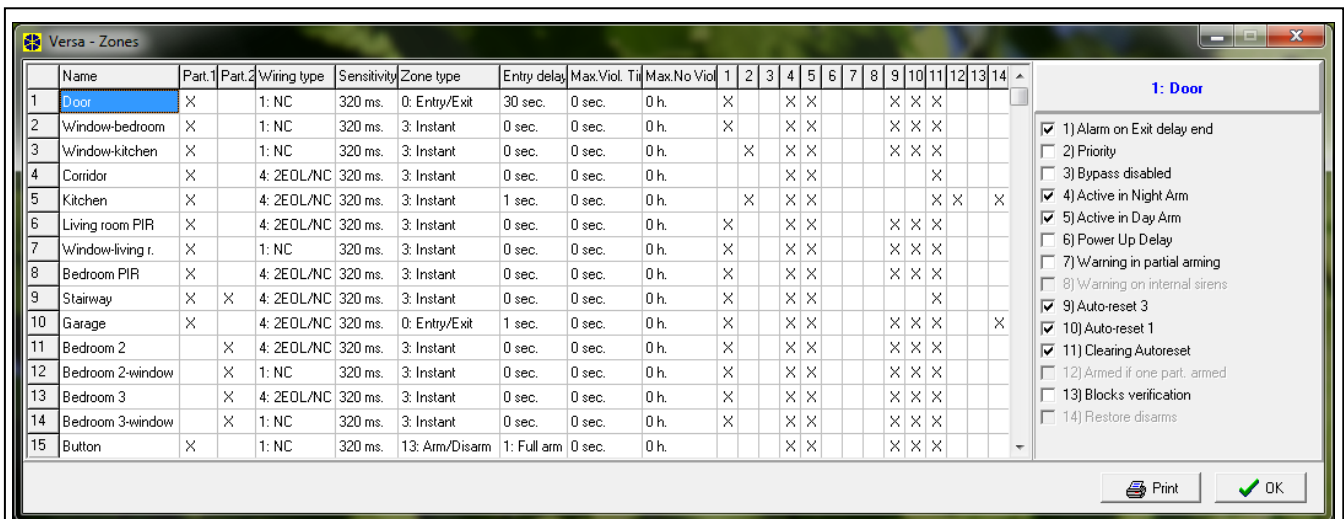 Versa - Zones
Name Part.1 Part.2 Wiring type Sensitivity Zone type Entry delay Max.Viol. Ti Max.No Viol 1 2 3 4 5 6 7 8 9 10 11 12 13 14
1 Door X 1: NC 320 ms. 0: Entry/Exit 30 sec. 0 sec. 0 h. X X X X X X
2 Window-bedroom X 1: NC 320 ms. 3: Instant 0 sec. 0 sec. 0 h. X X X X X X
3 Window-kitchen X 1: NC 320 ms. 3: Instant 0 sec. 0 sec. 0 h. X X X X X X
4 Corridor X 4: 2EOL/NC 320 ms. 3: Instant 0 sec. 0 sec. 0 h. X X X
5 Kitchen X 4: 2EOL/NC 320 ms. 3: Instant 1 sec. 0 sec. 0 h. X X X X X X
6 Living room PIR X 4: 2EOL/NC 320 ms. 3: Instant 0 sec. 0 sec. 0 h. X X X X X X
7 Window-living r. X 1: NC 320 ms. 3: Instant 0 sec. 0 sec. 0 h. X X X X X X
8 Bedroom PIR X 4: 2EOL/NC 320 ms. 3: Instant 0 sec. 0 sec. 0 h. X X X X X X
9 Stairway X X 4: 2EOL/NC 320 ms. 3: Instant 0 sec. 0 sec. 0 h. X X X X
10 Garage X 4: 2EOL/NC 320 ms. 0: Entry/Exit 1 sec. 0 sec. 0 h. X X X X X X X
11 Bedroom 2 X 4: 2EOL/NC 320 ms. 3: Instant 0 sec. 0 sec. 0 h. X X X X X X
12 Bedroom 2-window X 1: NC 320 ms. 3: Instant 0 sec. 0 sec. 0 h. X X X X X X
13 Bedroom 3 X 4: 2EOL/NC 320 ms. 3: Instant 0 sec. 0 sec. 0 h. X X X X X X
14 Bedroom 3-window X 1: NC 320 ms. 3: Instant 0 sec. 0 sec. 0 h. X X X X X X
15 Button X 1: NC 320 ms. 13: Arm/Disarm 1: Full arm 0 sec. 0 h. X X X X X
1: Door
1) Alarm on Exit delay end
2) Priority
3) Bypass disabled
4) Active in Night Arm
5) Active in Day Arm
6) Power Up Delay
7) Warning in partial arming
8) Warning on internal sirens
9) Auto-reset 3
10) Auto-reset 1
11) Clearing Autoreset
12) Armed if one part. armed
13) Blocks verification
14) Restore disarms
Print OK